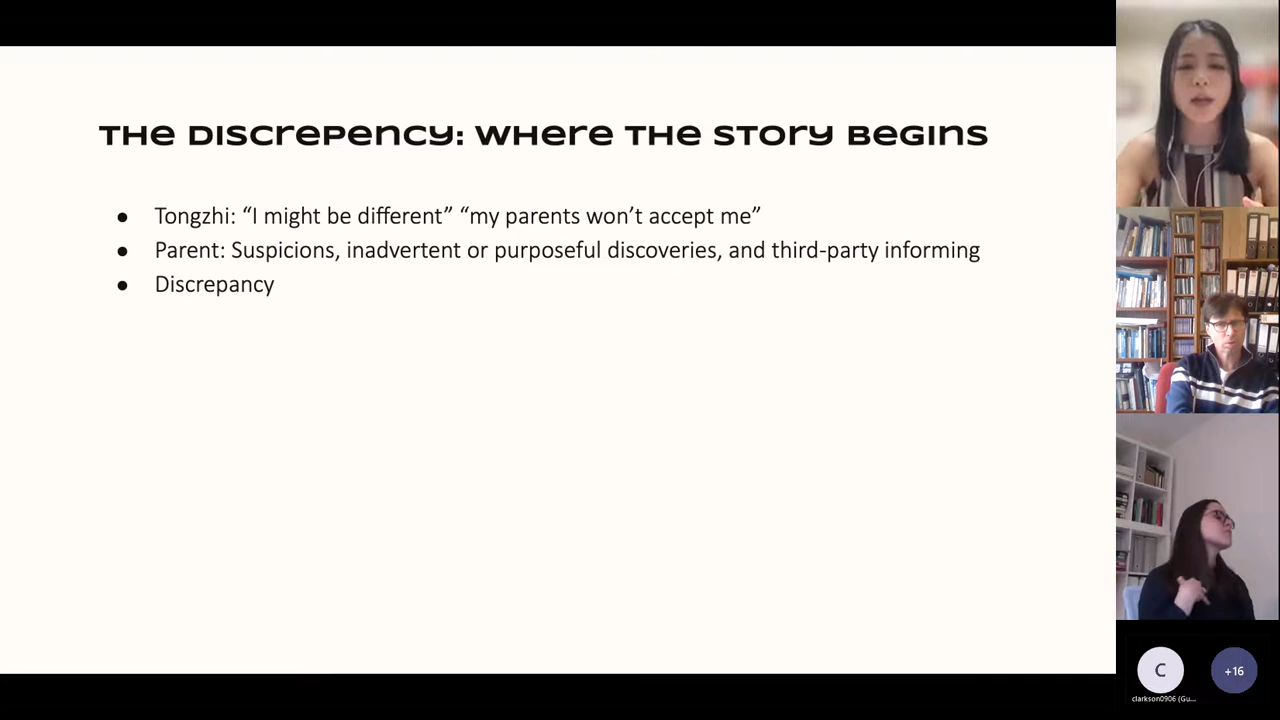 THE DISCREPENCY: WHERE THE STORY BEGINS
● Tongzhi: “I might be different” “my parents won’t accept me”
● Parent: Suspicions, inadvertent or purposeful discoveries, and third-party informing
● Discrepancy
C
+16
clarkson0906 (Gu...